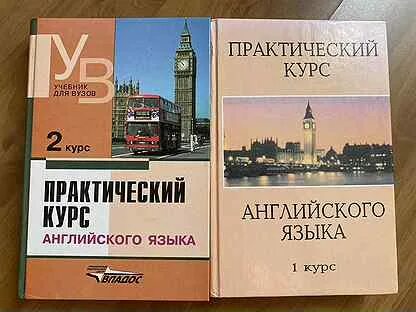 УВ
УЧЕБНИК
ДЛЯ ВУЗОВ
2 курс
ПРАКТИЧЕСКИЙ
КУРС
АНГЛИЙСКОГО ЯЗЫКА
ВЛАДОС
ПРАКТИЧЕСКИЙ
КУРС
АНГЛИЙСКОГО
ЯЗЫКА
1 курс